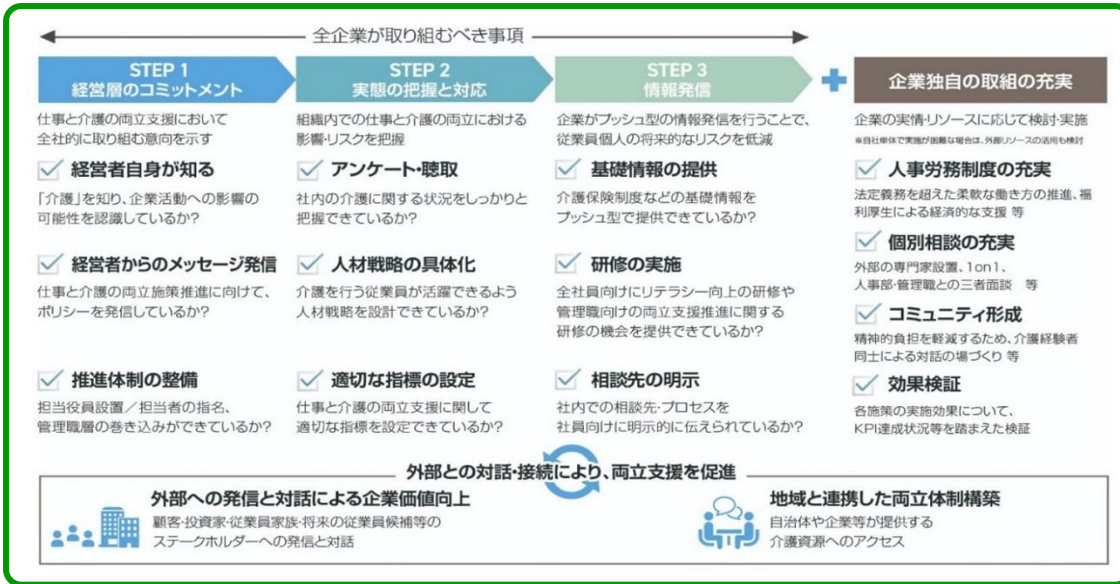 全企業が取り組むべき事項
STEP 1
経営層のコミットメント
仕事と介護の両立支援において
全社的に取り組む意向を示す
経営者自身が知る
「介護」を知り、企業活動への影響の
可能性を認識しているか?
経営者からのメッセージ発信
仕事と介護の両立施策推進に向けて、
ポリシーを発信しているか?
推進体制の整備
担当役員設置/担当者の指名、
管理職層の巻き込みができているか?
STEP 2
実態の把握と対応
組織内での仕事と介護の両立における
影響・リスクを把握
アンケート・聴取
社内の介護に関する状況をしっかりと
把握できているか?
人材戦略の具体化
介護を行う従業員が活躍できるよう
人材戦略を設計できているか?
適切な指標の設定
仕事と介護の両立支援に関して
適切な指標を設定できているか?
STEP 3
情報発信
企業がプッシュ型の情報発信を行うことで、
従業員個人の将来的なリスクを低減
基礎情報の提供
介護保険制度などの基礎情報を
プッシュ型で提供できているか?
研修の実施
全社員向けにリテラシー向上の研修や
管理職向けの両立支援推進に関する
研修の機会を提供できているか?
相談先の明示
社内での相談先・プロセスを
社員向けに明示的に伝えられているか?
企業独自の取組の充実
企業の実情・リソースに応じて検討・実施
※自社単体で実施が困難な場合は、外部リソースの活用も検討
人事労務制度の充実
法定義務を超えた柔軟な働き方の推進、福
利厚生による経済的な支援 等
個別相談の充実
外部の専門家設置、1on1、
人事部・管理職との三者面談 等
コミュニティ形成
精神的負担を軽減するため、介護経験者
同士による対話の場づくり 等
効果検証
各施策の実施効果について、
KPI達成状況等を踏まえた検証
外部との対話・接続により、両立支援を促進
外部への発信と対話による企業価値向上
顧客・投資家・従業員家族・将来の従業員候補等の
ステークホルダーへの発信と対話
地域と連携した両立体制構築
自治体や企業等が提供する
介護資源へのアクセス